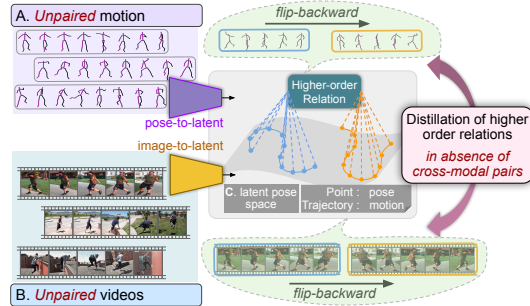 A. Unpaired motion
flip-backward
Higher-order
Relation
pose-to-latent
image-to-latent
Distillation of higher
order relations
in absence of
cross-modal pairs
C. latent pose
space
Point : pose
Trajectory : motion
B. Unpaired videos
flip-backward